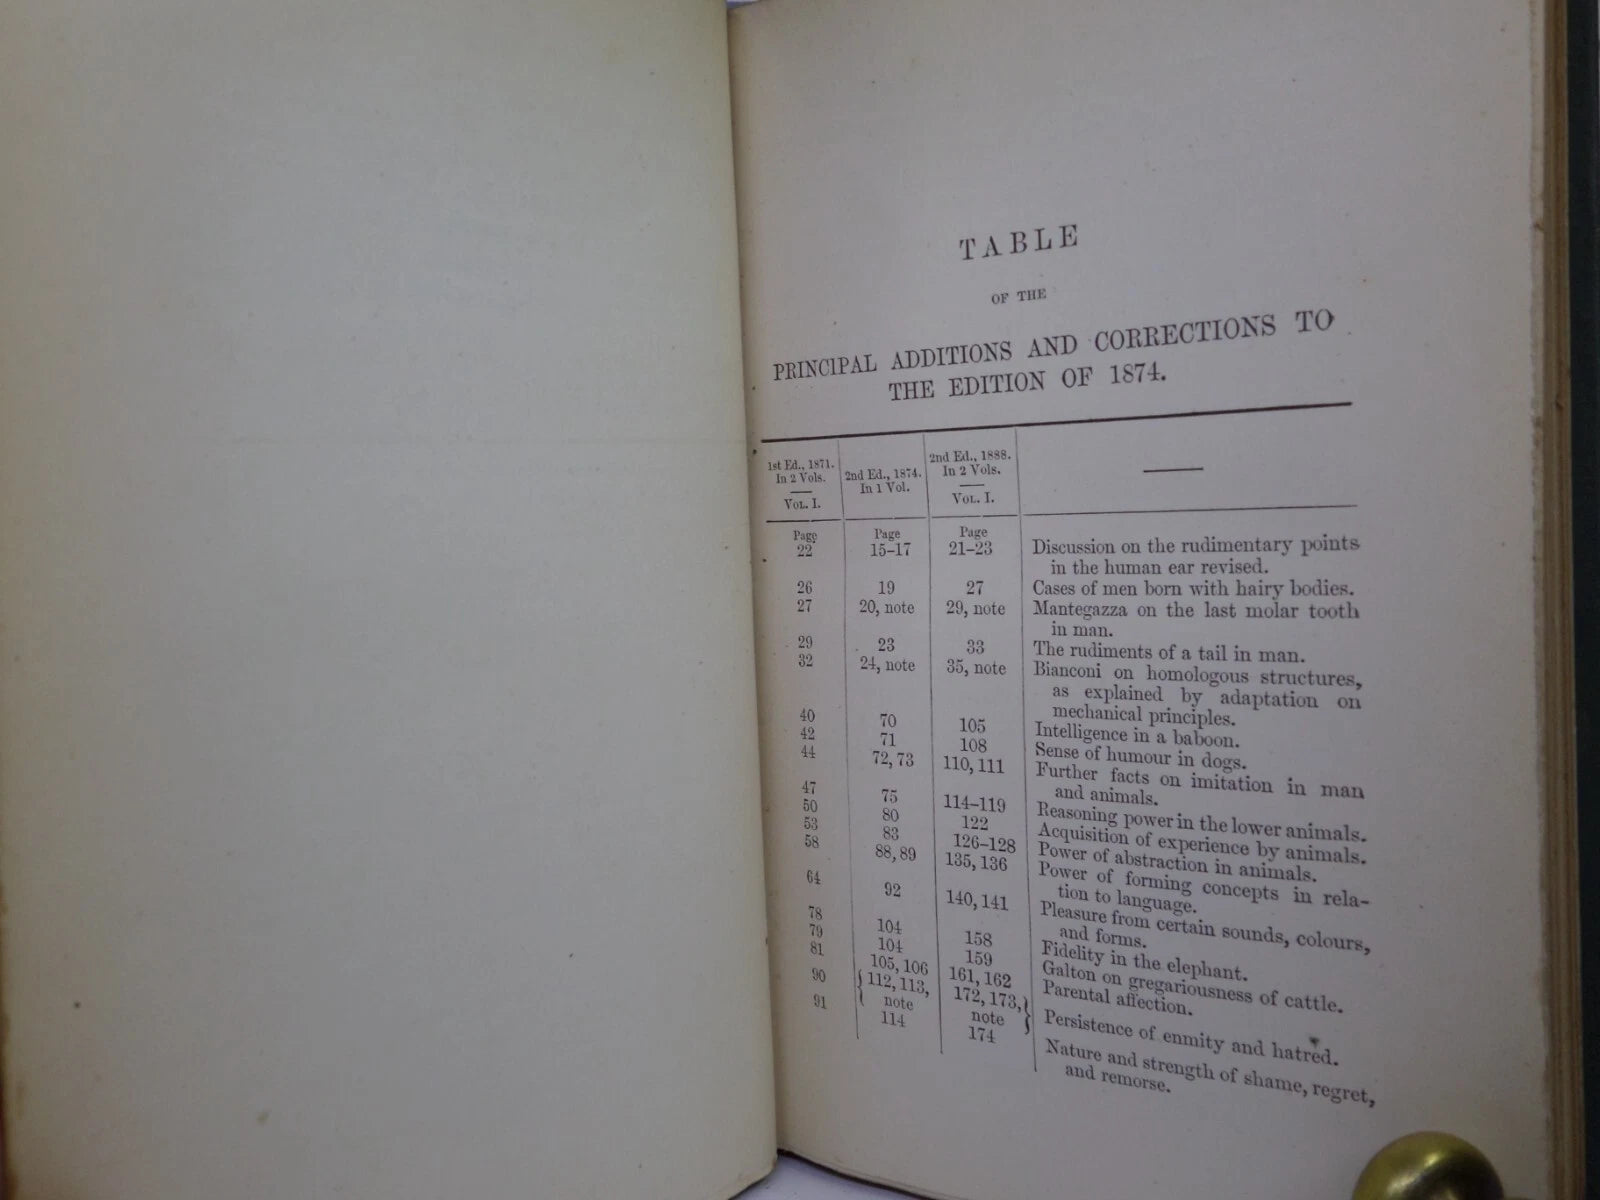 TABLE
OF THE
PRINCIPAL ADDITIONS AND CORRECTIONS TO
THE EDITION OF 1874.
1st Ed., 1871. In 2 Vols. VOL. I. 2nd Ed., 1874. In 1 Vol. 2nd Ed., 1888. In 2 Vols. VOL. I.
Page Page Page
22 15–17 21–23 Discussion on the rudimentary points
in the human ear revised.
26 19 27 Cases of men born with hairy bodies.
27 20, note 29, note Mantegazza on the last molar tooth
in man.
29 23 33 The rudiments of a tail in man.
32 24, note 35, note Bianconi on homologous structures,
as explained by adaptation on
mechanical principles.
40 70 105 Intelligence in a baboon.
42 71 108 Sense of humour in dogs.
44 72, 73 110, 111 Further facts on imitation in man
and animals.
47 75 114–119 Reasoning power in the lower animals.
50 80 122 Acquisition of experience by animals.
53 83 126–128 Power of abstraction in animals.
58 88, 89 135, 136 Power of forming concepts in rela-
tion to language.
64 92 140, 141 Pleasure from certain sounds, colours,
and forms.
78 104 158 Fidelity in the elephant.
79 104 159 Galton on gregariousness of cattle.
81 105, 106 161, 162 Parental affection.
90 {112, 113, 172, 173,} Persistence of enmity and hatred.
note note
91 114 174 Nature and strength of shame, regret,
and remorse.